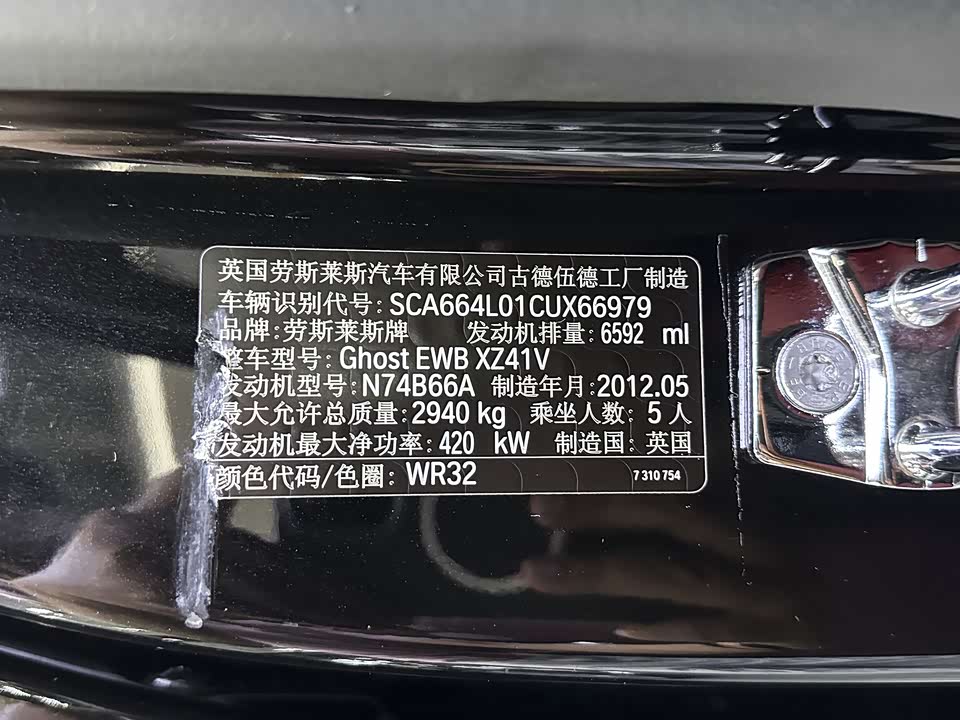 英国劳斯莱斯汽车有限公司古德伍德工厂制造
车辆识别代号: SCA664L01CUX66979
品牌: 劳斯莱斯牌 发动机排量: 6592 ml
整车型号: Ghost EWB XZ41V
发动机型号: N74B66A 制造年月: 2012.05
最大允许总质量: 2940 kg 乘坐人数: 5 人
发动机最大净功率: 420 kW 制造国: 英国
颜色代码/色圈: WR32 7 310 754